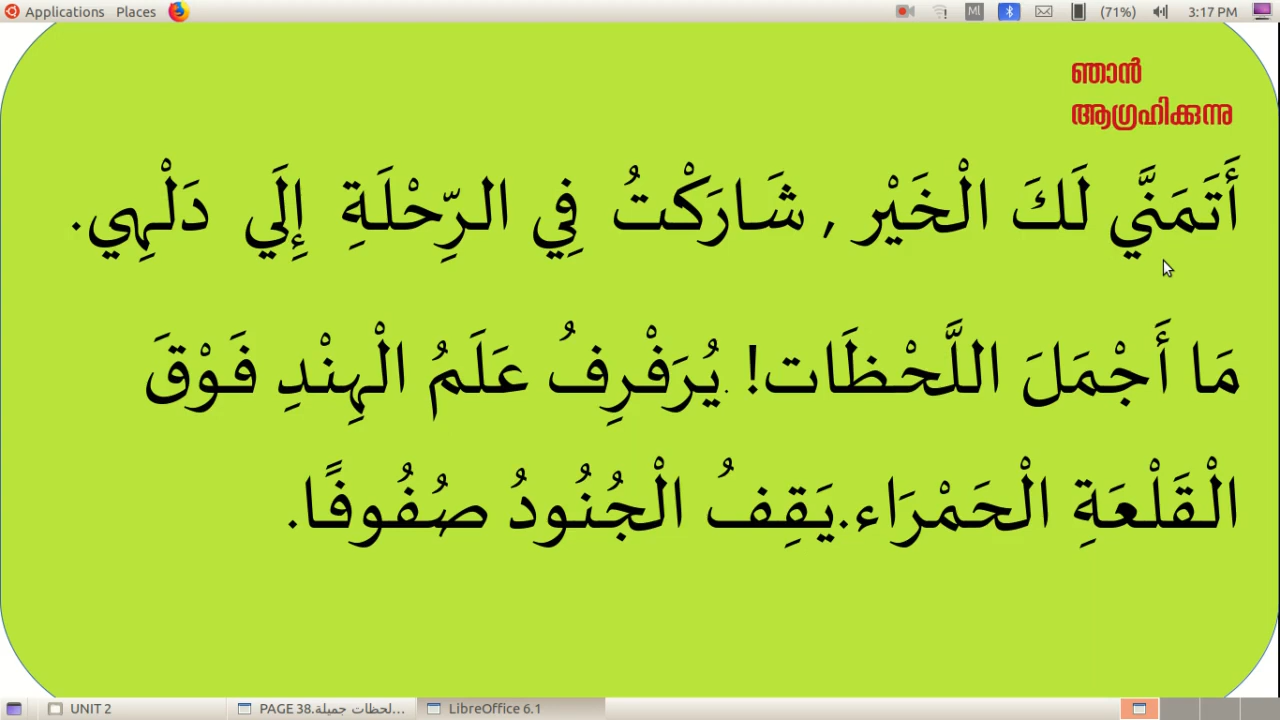 Applications Places MI (71%) 3:17 PM
ഞാൻ
ആഗ്രഹിക്കുന്നു
أَتَمَنَّي لَكَ الْخَيْر , شَارَكْتُ فِي الرِّحْلَةِ إِلَي دَلْهِي.
مَا أَجْمَلَ اللَّحْظَات! .يُرَفْرِفُ عَلَمُ الْهِنْدِ فَوْقَ
الْقَلْعَةِ الْحَمْرَاء.يَقِفُ الْجُنُودُ صُفُوفًا.
UNIT 2 PAGE 38.لحظات جميلة... LibreOffice 6.1